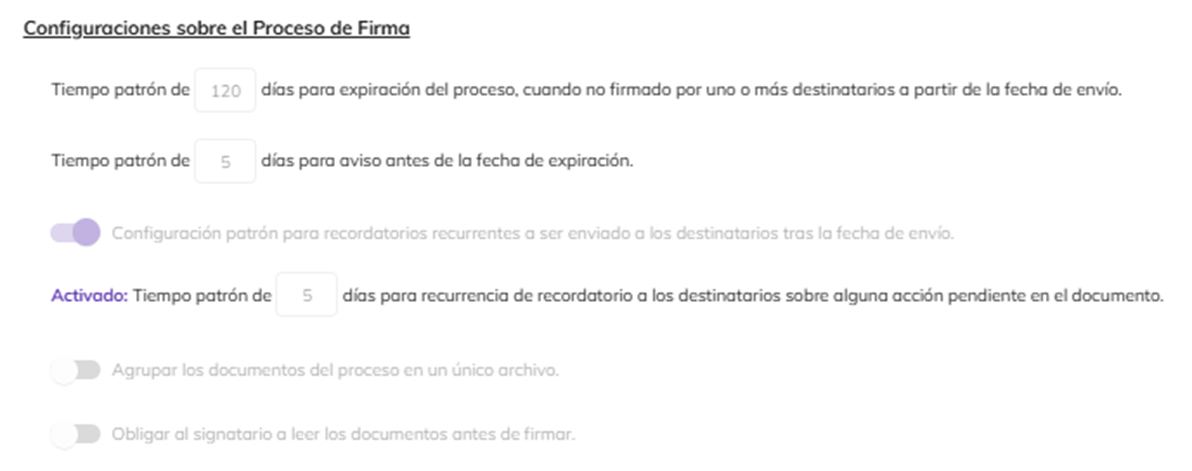 Configuraciones sobre el Proceso de Firma
Tiempo patrón de 120 días para expiración del proceso, cuando no firmado por uno o más destinatarios a partir de la fecha de envío.
Tiempo patrón de 5 días para aviso antes de la fecha de expiración.
Configuración patrón para recordatorios recurrentes a ser enviado a los destinatarios tras la fecha de envío.
Activado: Tiempo patrón de 5 días para recurrencia de recordatorio a los destinatarios sobre alguna acción pendiente en el documento.
Agrupar los documentos del proceso en un único archivo.
Obligar al signatario a leer los documentos antes de firmar.